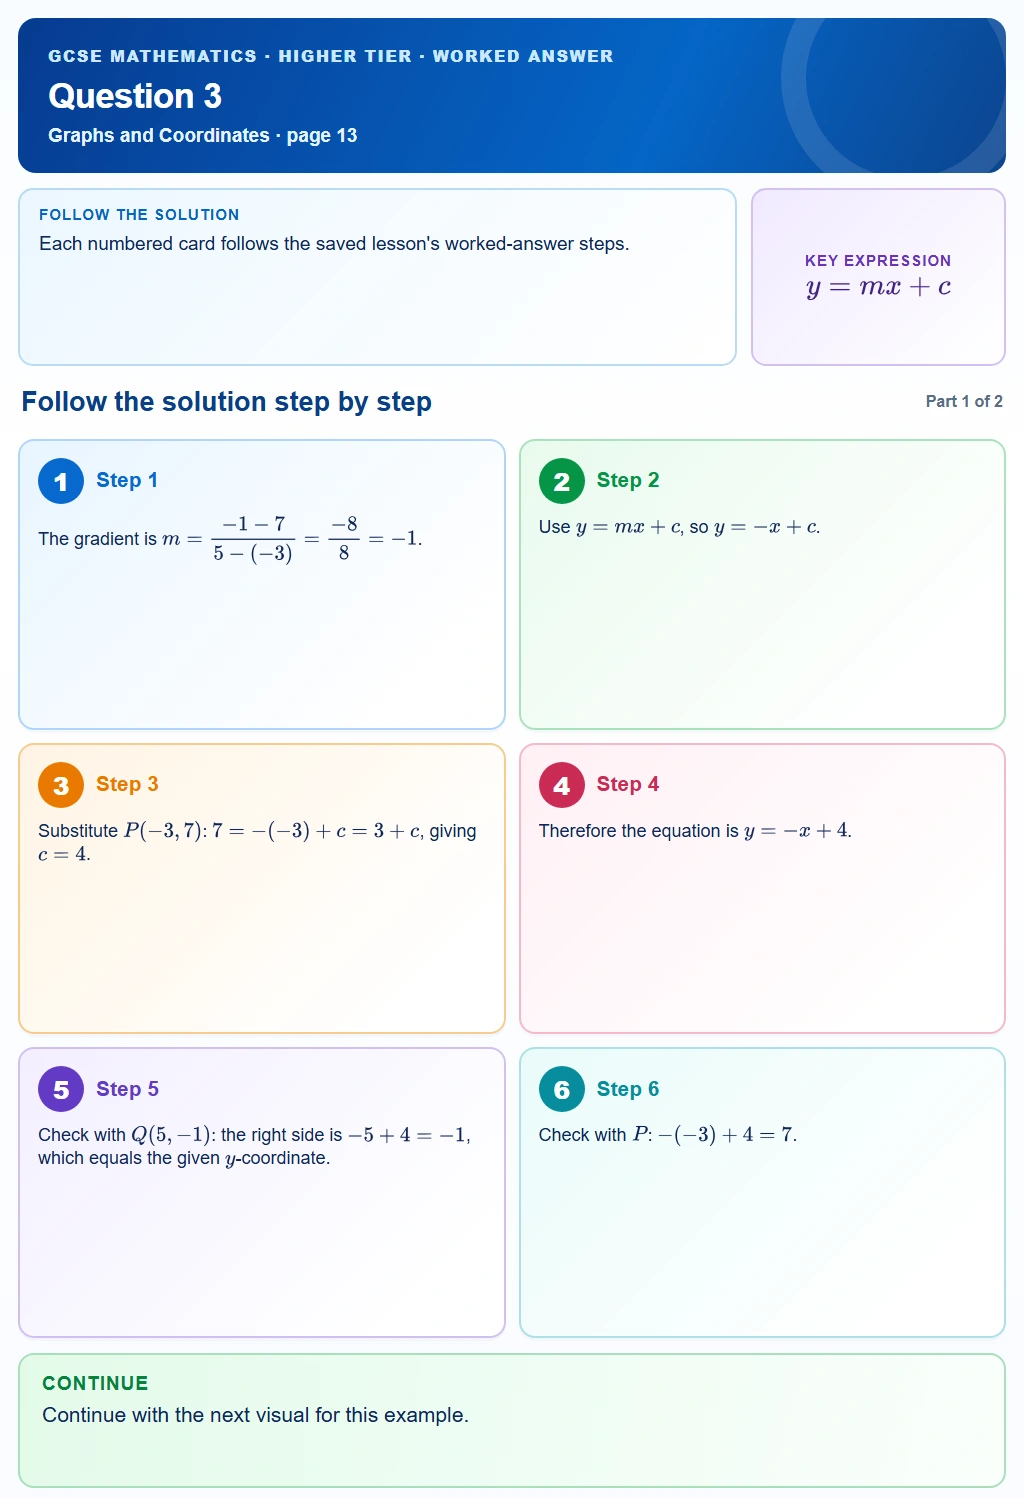 GCSE MATHEMATICS · HIGHER TIER · WORKED ANSWER
Question 3
Graphs and Coordinates · page 13
FOLLOW THE SOLUTION
Each numbered card follows the saved lesson's worked-answer steps.
KEY EXPRESSION
y = mx + c
Follow the solution step by step
Part 1 of 2
1 Step 1
The gradient is m = \frac{-1 - 7}{5 - (-3)} = \frac{-8}{8} = -1.
2 Step 2
Use y = mx + c, so y = -x + c.
3 Step 3
Substitute P(-3, 7): 7 = -(-3) + c = 3 + c, giving
c = 4.
4 Step 4
Therefore the equation is y = -x + 4.
5 Step 5
Check with Q(5, -1): the right side is -5 + 4 = -1,
which equals the given y-coordinate.
6 Step 6
Check with P: -(-3) + 4 = 7.
CONTINUE
Continue with the next visual for this example.